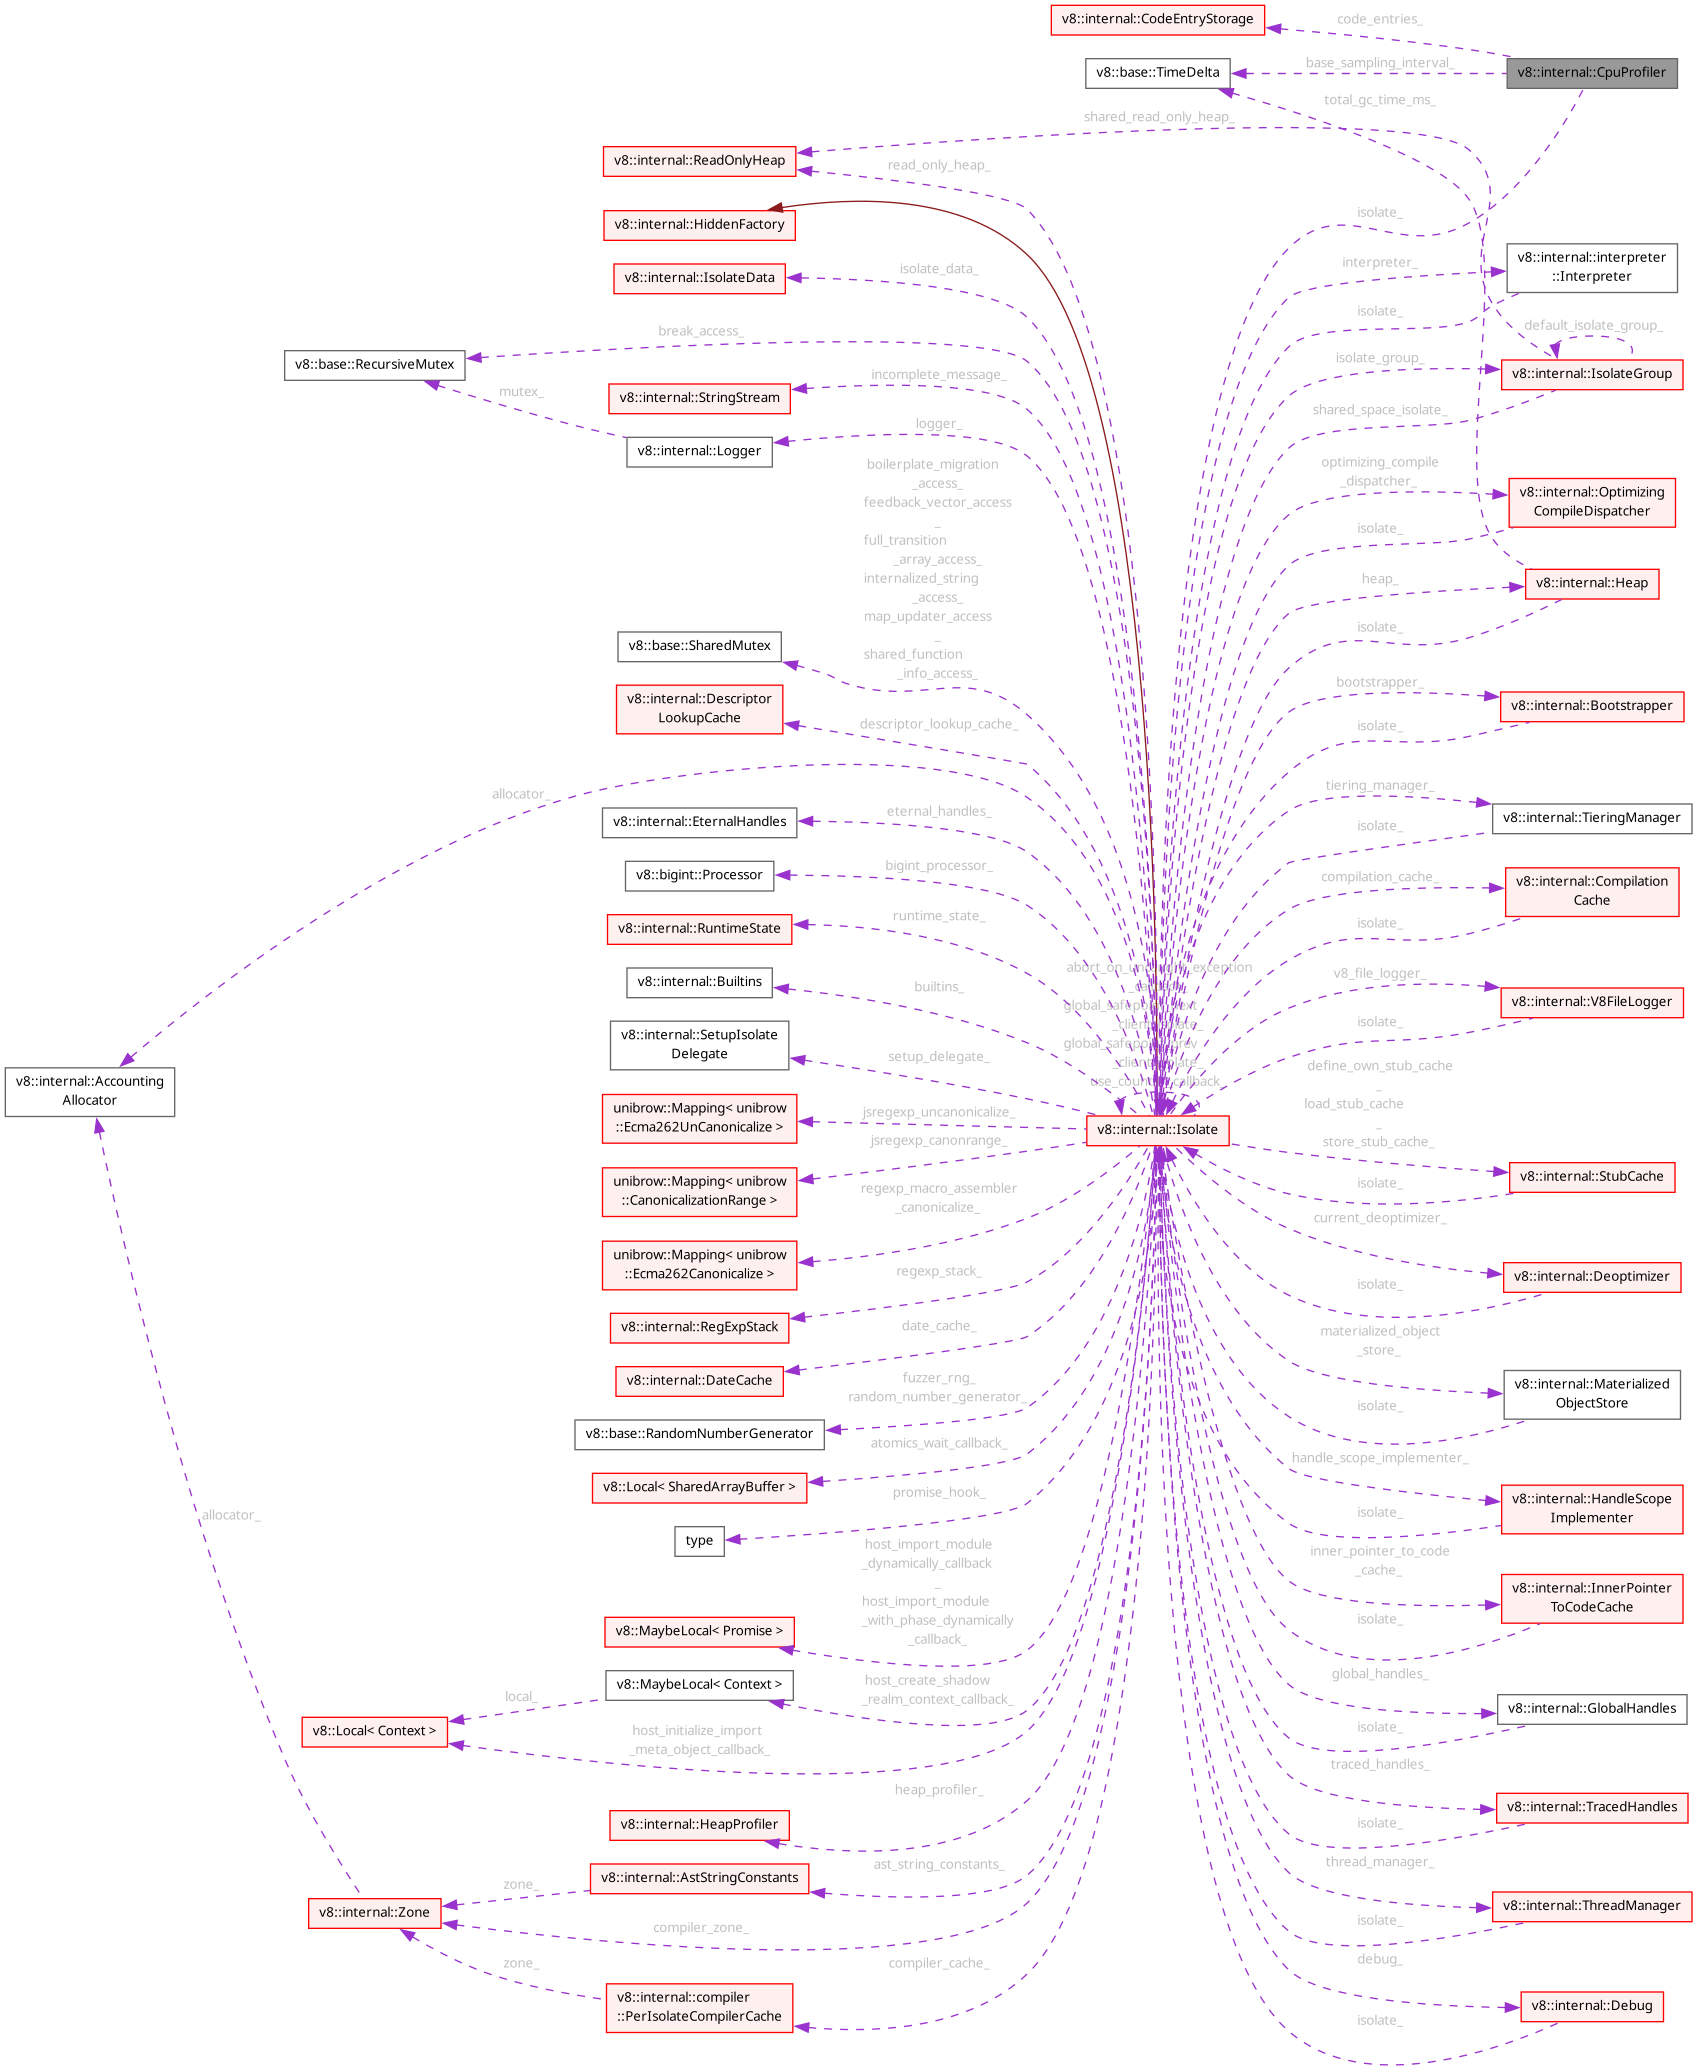 v8::internal::CodeEntryStorage
code_entries_
v8::base::TimeDelta
base_sampling_interval_
v8::internal::CpuProfiler
total_gc_time_ms_
shared_read_only_heap_
v8::internal::ReadOnlyHeap
read_only_heap_
v8::internal::HiddenFactory
isolate_
v8::internal::interpreter
::Interpreter
interpreter_
v8::internal::IsolateData
isolate_data_
isolate_
default_isolate_group_
break_access_
v8::base::RecursiveMutex
isolate_group_
v8::internal::IsolateGroup
mutex_
v8::internal::StringStream
incomplete_message_
shared_space_isolate_
v8::internal::Logger
logger_
boilerplate_migration
_access_
feedback_vector_access
_
full_transition
_array_access_
internalized_string
_access_
map_updater_access
_
shared_function
_info_access_
optimizing_compile
_dispatcher_
v8::internal::Optimizing
CompileDispatcher
isolate_
heap_
v8::internal::Heap
isolate_
v8::base::SharedMutex
v8::internal::Descriptor
LookupCache
descriptor_lookup_cache_
bootstrapper_
v8::internal::Bootstrapper
isolate_
allocator_
v8::internal::EternalHandles
eternal_handles_
tiering_manager_
v8::internal::TieringManager
isolate_
v8::bigint::Processor
bigint_processor_
compilation_cache_
v8::internal::Compilation
Cache
isolate_
v8::internal::RuntimeState
runtime_state_
v8::internal::Builtins
builtins_
abort_on_uncaught_exception
_callback_
global_safepoint_next
_client_isolate_
global_safepoint_prev
_client_isolate_
use_counter_callback_
v8_file_logger_
v8::internal::V8FileLogger
isolate_
v8::internal::SetupIsolate
Delegate
setup_delegate_
v8::internal::Accounting
Allocator
define_own_stub_cache
_
load_stub_cache
_
store_stub_cache_
unibrow::Mapping< unibrow
::Ecma262UnCanonicalize >
jsregexp_uncanonicalize_
v8::internal::Isolate
jsregexp_canonrange_
unibrow::Mapping< unibrow
::CanonicalizationRange >
v8::internal::StubCache
isolate_
regexp_macro_assembler
_canonicalize_
unibrow::Mapping< unibrow
::Ecma262Canonicalize >
current_deoptimizer_
v8::internal::Deoptimizer
isolate_
v8::internal::RegExpStack
regexp_stack_
v8::internal::DateCache
date_cache_
materialized_object
_store_
v8::internal::Materialized
ObjectStore
isolate_
fuzzer_rng_
random_number_generator_
v8::base::RandomNumberGenerator
atomics_wait_callback_
v8::Local< SharedArrayBuffer >
handle_scope_implementer_
v8::internal::HandleScope
Implementer
isolate_
promise_hook_
type
allocator_
host_import_module
_dynamically_callback
_
host_import_module
_with_phase_dynamically
_callback_
inner_pointer_to_code
_cache_
v8::internal::InnerPointer
ToCodeCache
isolate_
v8::MaybeLocal< Promise >
v8::MaybeLocal< Context >
host_create_shadow
_realm_context_callback_
global_handles_
v8::internal::GlobalHandles
isolate_
local_
v8::Local< Context >
host_initialize_import
_meta_object_callback_
traced_handles_
v8::internal::TracedHandles
isolate_
heap_profiler_
v8::internal::HeapProfiler
thread_manager_
v8::internal::ThreadManager
isolate_
ast_string_constants_
v8::internal::AstStringConstants
zone_
v8::internal::Zone
compiler_zone_
debug_
v8::internal::Debug
isolate_
zone_
compiler_cache_
v8::internal::compiler
::PerIsolateCompilerCache